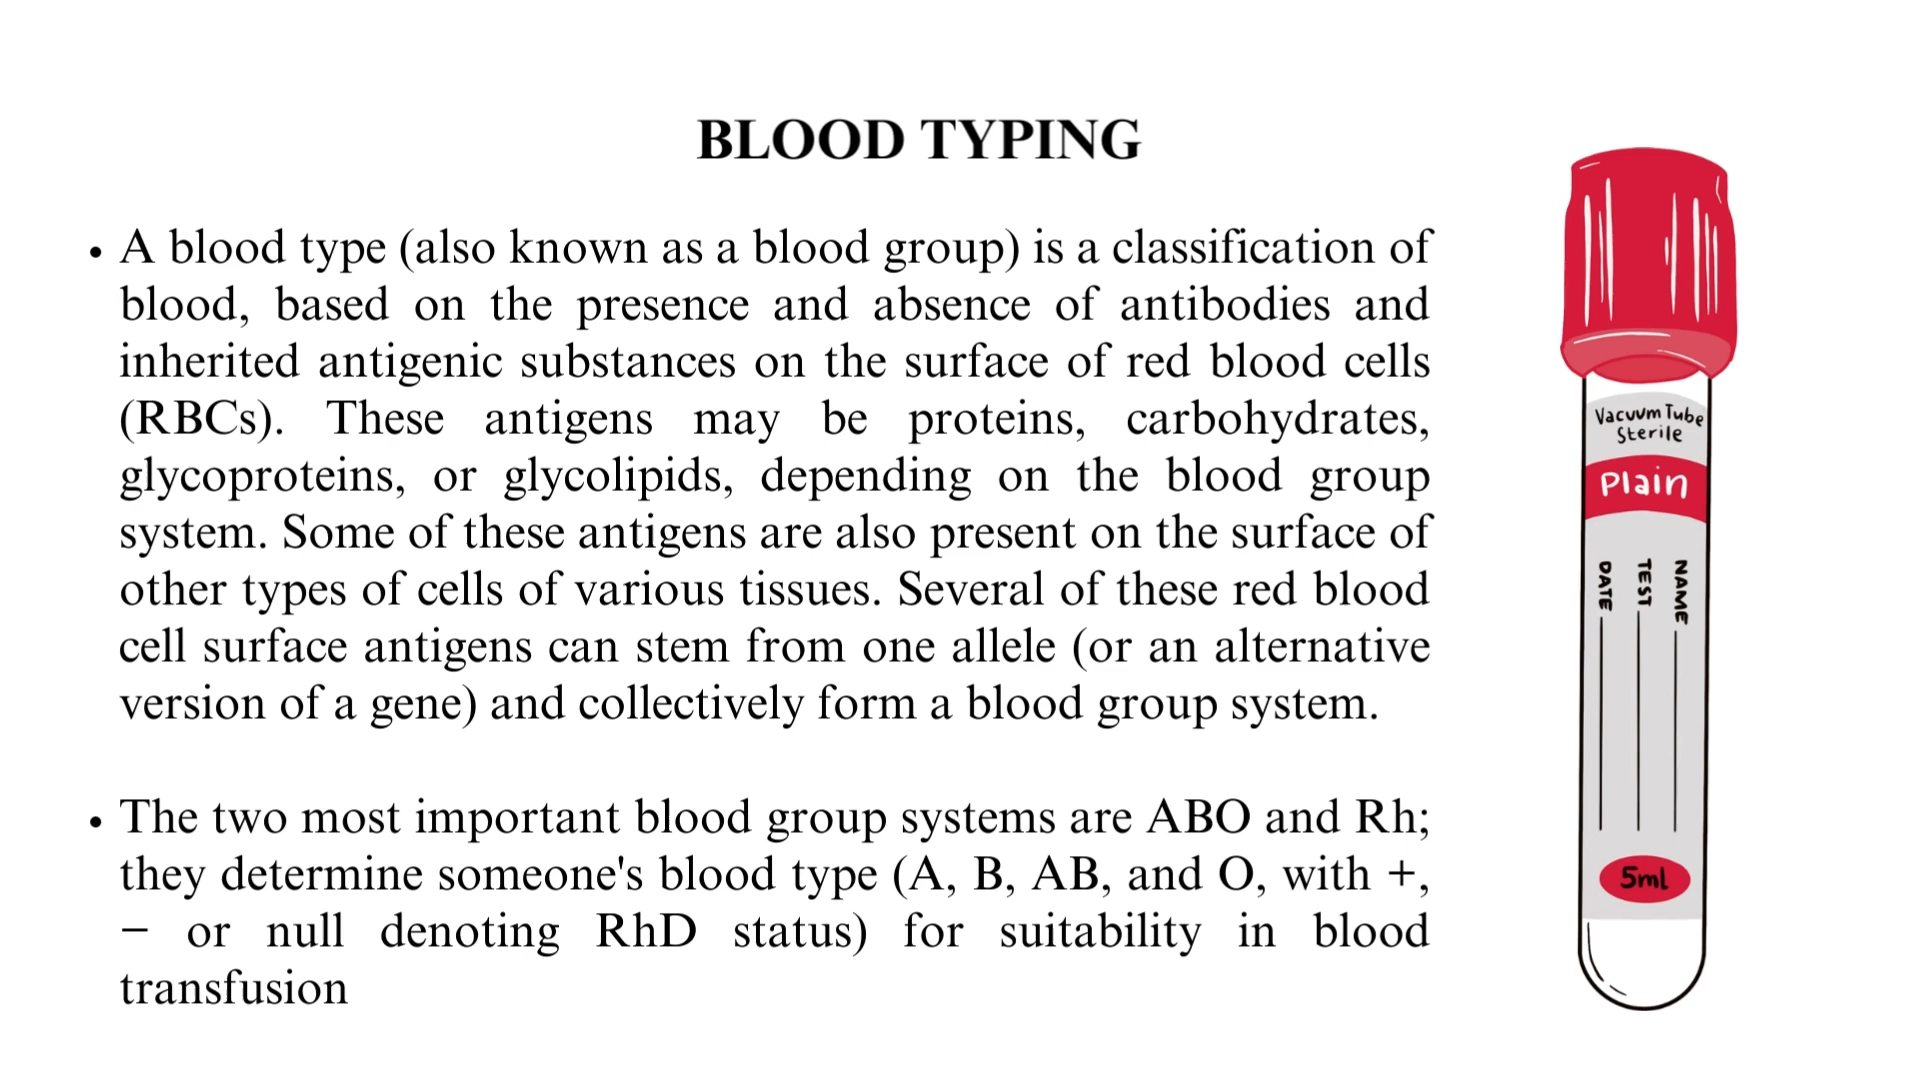 BLOOD TYPING
• A blood type (also known as a blood group) is a classification of
blood, based on the presence and absence of antibodies and
inherited antigenic substances on the surface of red blood cells
(RBCs). These antigens may be proteins, carbohydrates,
glycoproteins, or glycolipids, depending on the blood group
system. Some of these antigens are also present on the surface of
other types of cells of various tissues. Several of these red blood
cell surface antigens can stem from one allele (or an alternative
version of a gene) and collectively form a blood group system.
• The two most important blood group systems are ABO and Rh;
they determine someone's blood type (A, B, AB, and O, with +,
− or null denoting RhD status) for suitability in blood
transfusion
Vacuum Tube
Sterile
Plain
NAME
TEST
DATE
5ml